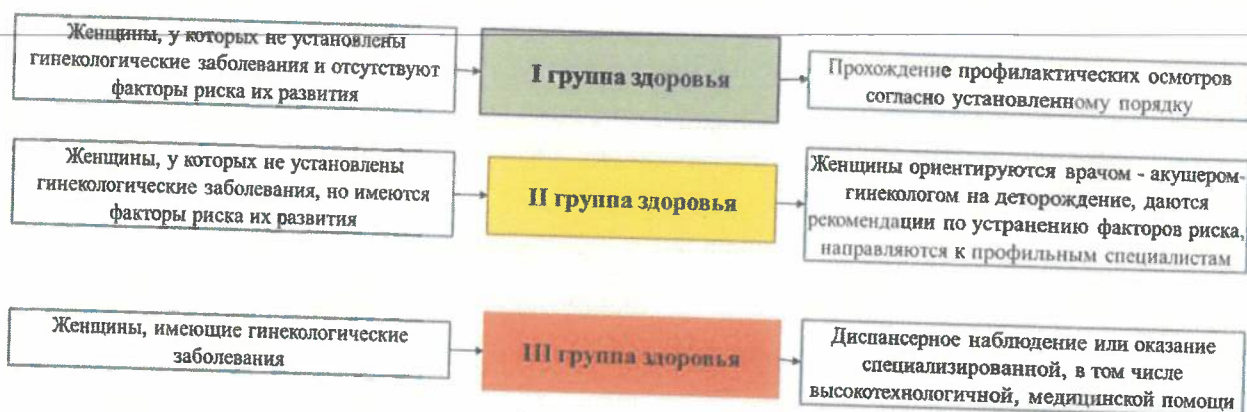 Женщины, у которых не установлены
гинекологические заболевания и отсутствуют
факторы риска их развития
I группа здоровья
Прохождение профилактических осмотров
согласно установленному порядку
Женщины, у которых не установлены
гинекологические заболевания, но имеются
факторы риска их развития
II группа здоровья
Женщины ориентируются врачом - акушером-
гинекологом на деторождение, даются
рекомендации по устранению факторов риска,
направляются к профильным специалистам
Женщины, имеющие гинекологические
заболевания
III группа здоровья
Диспансерное наблюдение или оказание
специализированной, в том числе
высокотехнологичной, медицинской помощи